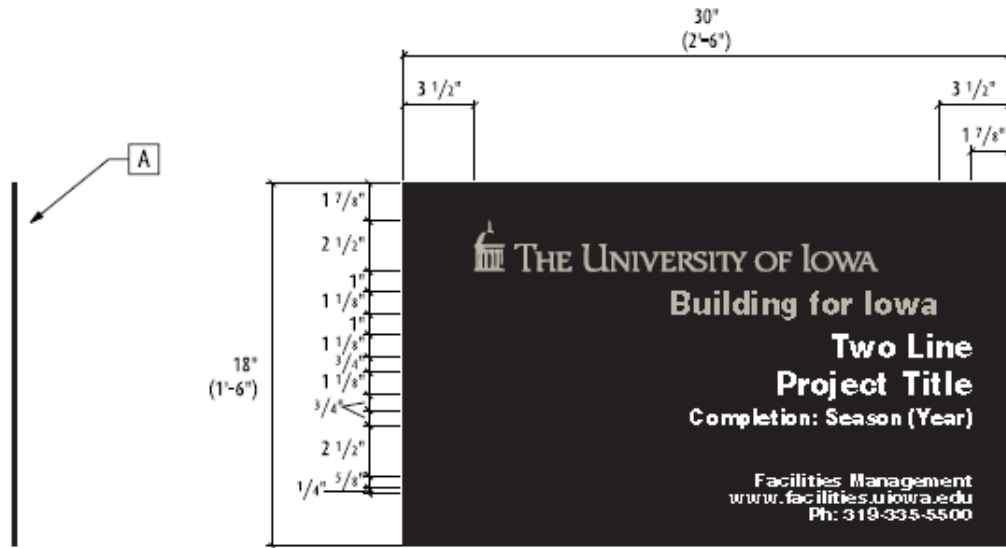 30"
(2'-6")
3 1/2"
3 1/2"
1 7/8"
A
1 7/8"
2 1/2"
1"
1 1/8"
1"
1 1/8"
3/4"
1 1/8"
3/4"
2 1/2"
5/8"
1/4"
18"
(1'-6")
THE UNIVERSITY OF IOWA
Building for Iowa
Two Line
Project Title
Completion: Season (Year)
Facilities Management
www.facilities.uiowa.edu
Ph: 319-335-5500